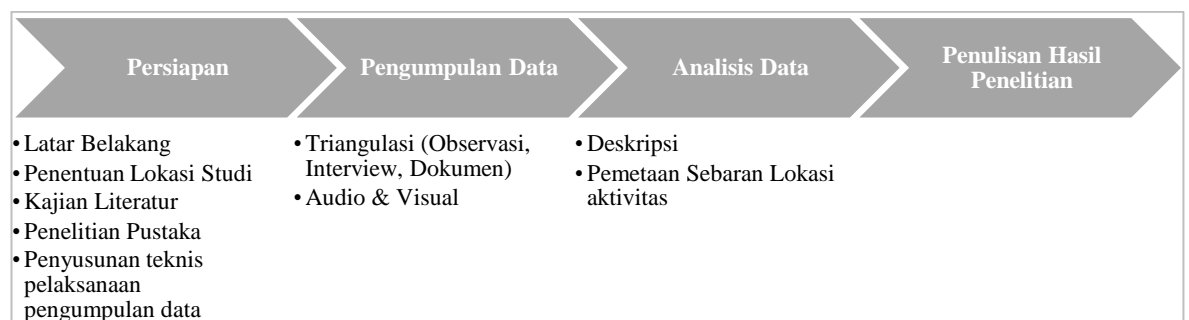 Persiapan
Pengumpulan Data
Analisis Data
Penulisan Hasil
Penelitian
• Latar Belakang
• Penentuan Lokasi Studi
• Kajian Literatur
• Penelitian Pustaka
• Penyusunan teknis
pelaksanaan
pengumpulan data
• Triangulasi (Observasi,
Interview, Dokumen)
• Audio & Visual
• Deskripsi
• Pemetaan Sebaran Lokasi
aktivitas